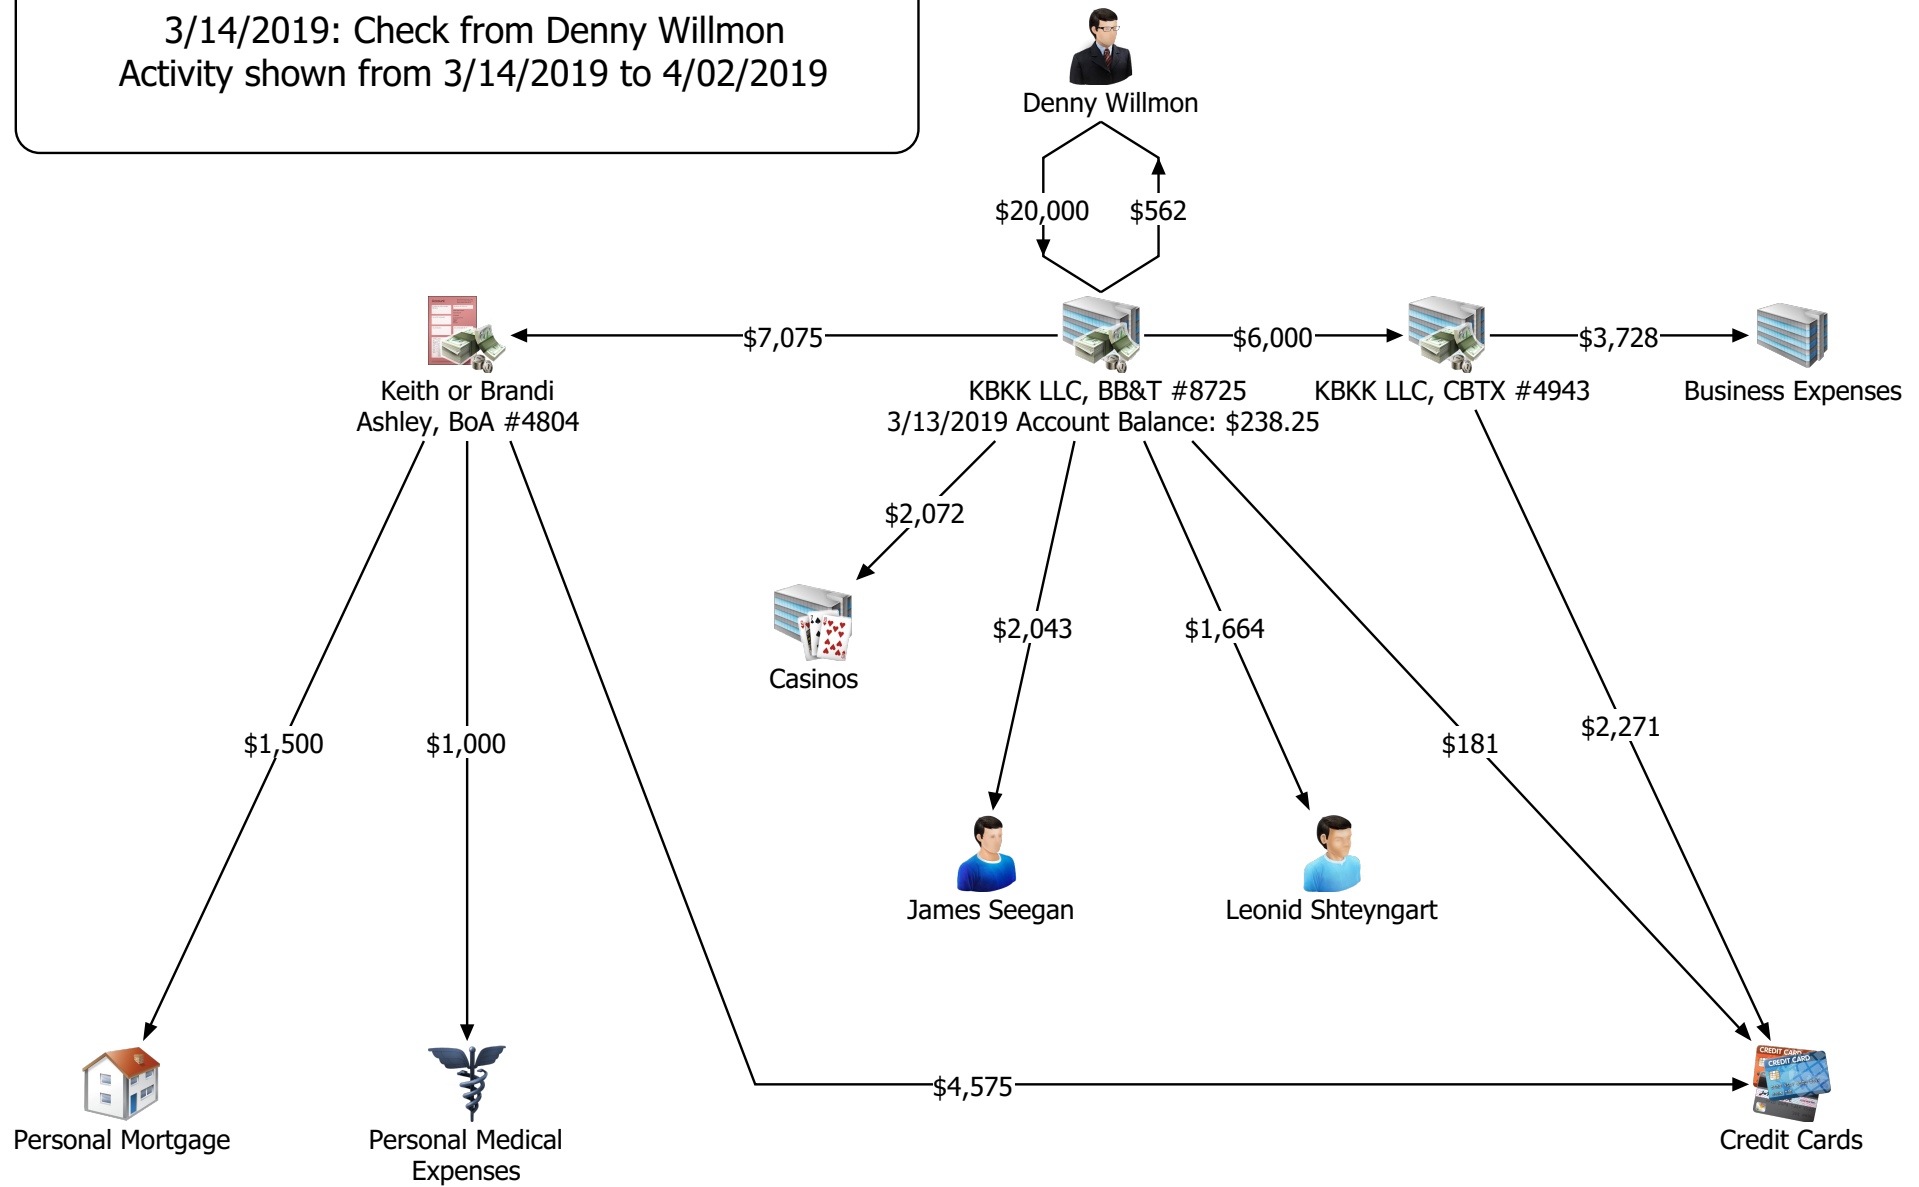 3/14/2019: Check from Denny Willmon
Activity shown from 3/14/2019 to 4/02/2019
Denny Willmon
$20,000
$562
$7,075
$6,000
$3,728
Keith or Brandi
Ashley, BoA #4804
KBKK LLC, BB&T #8725
3/13/2019 Account Balance: $238.25
KBKK LLC, CBTX #4943
Business Expenses
$2,072
Casinos
$2,043
$1,664
$1,500
$1,000
$181
$2,271
James Seegan
Leonid Shteyngart
$4,575
CREDIT CARD
CREDIT CARD
Personal Mortgage
Personal Medical
Expenses
Credit Cards